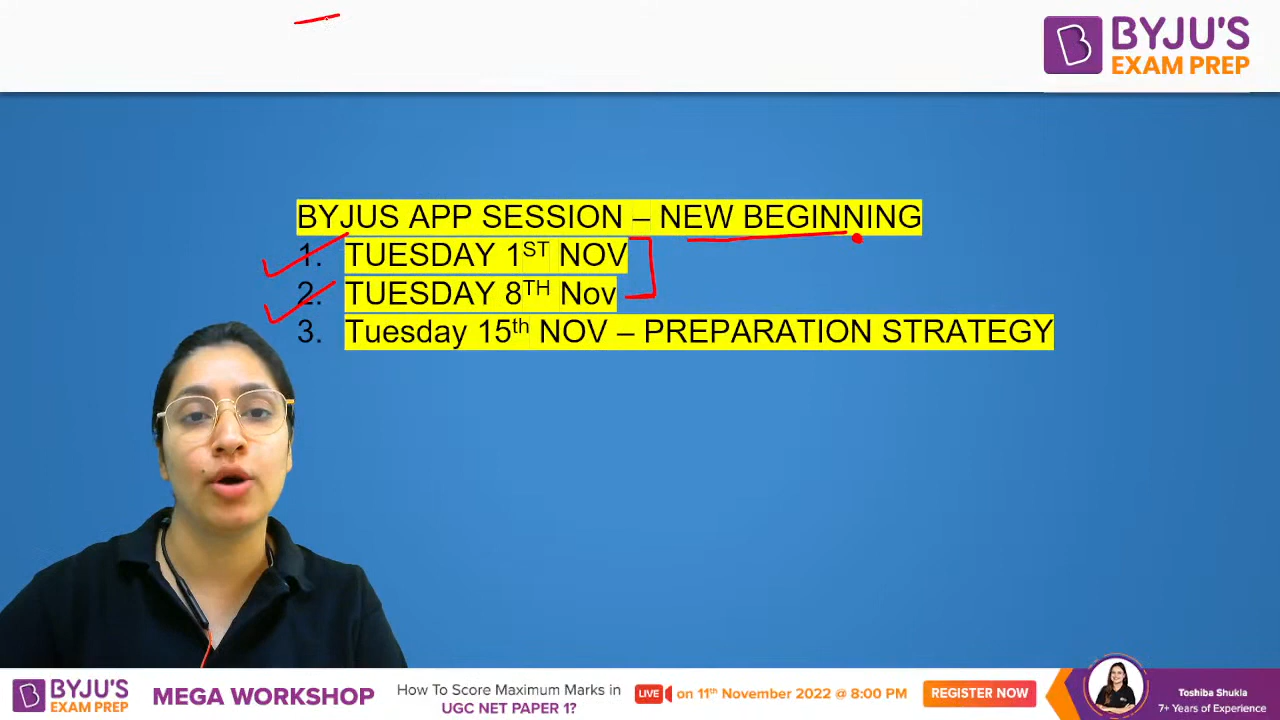 BYJU'S
EXAM PREP
BYJUS APP SESSION – NEW BEGINNING
1. TUESDAY 1ST NOV
2. TUESDAY 8TH Nov
3. Tuesday 15th NOV – PREPARATION STRATEGY
BYJU'S
EXAM PREP
MEGA WORKSHOP
How To Score Maximum Marks in
UGC NET PAPER 1?
LIVE on 11th November 2022 @ 8:00 PM
REGISTER NOW
Toshiba Shukla
7+ Years of Experience